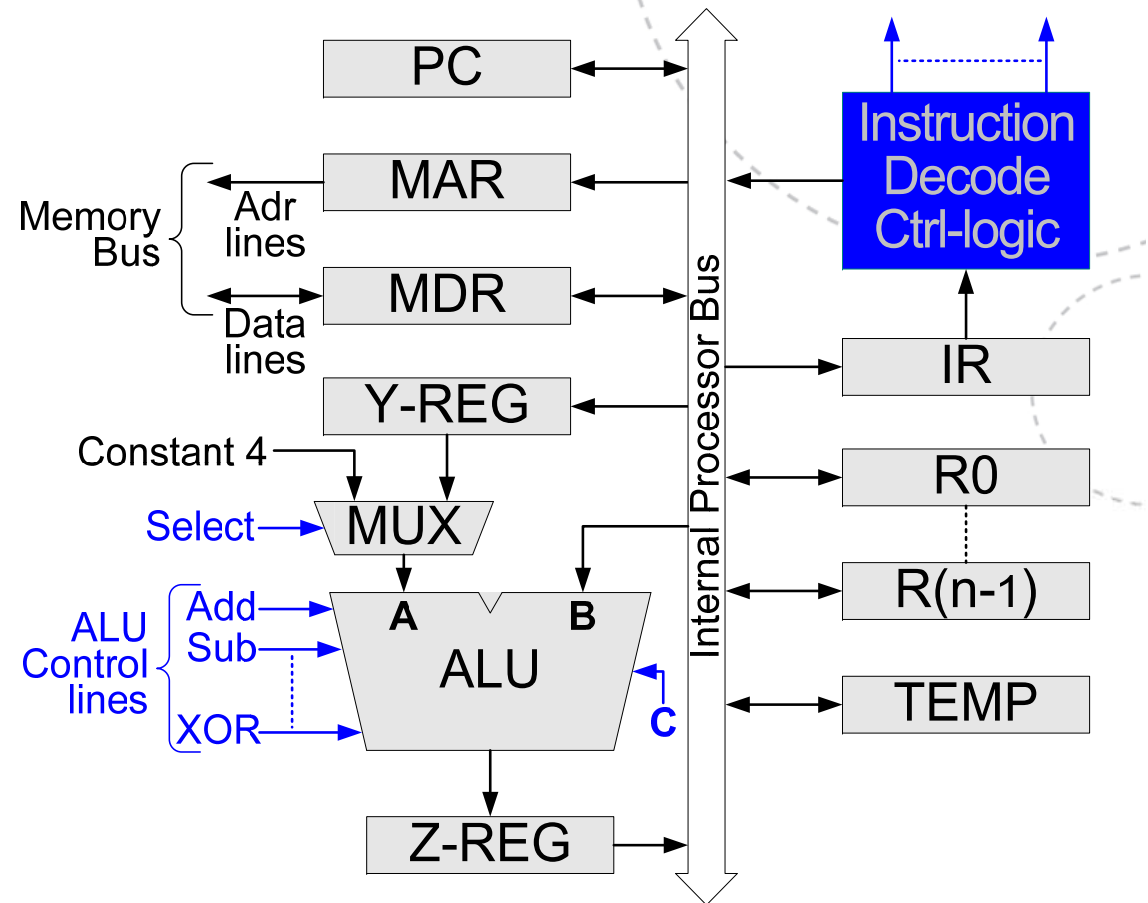 PC
MAR
Memory
Bus
Adr
lines
MDR
Data
lines
Y-REG
Constant 4
Select
MUX
ALU
Control
lines
Add
Sub
XOR
A
B
ALU
C
Z-REG
Internal Processor Bus
Instruction
Decode
Ctrl-logic
IR
R0
R(n-1)
TEMP